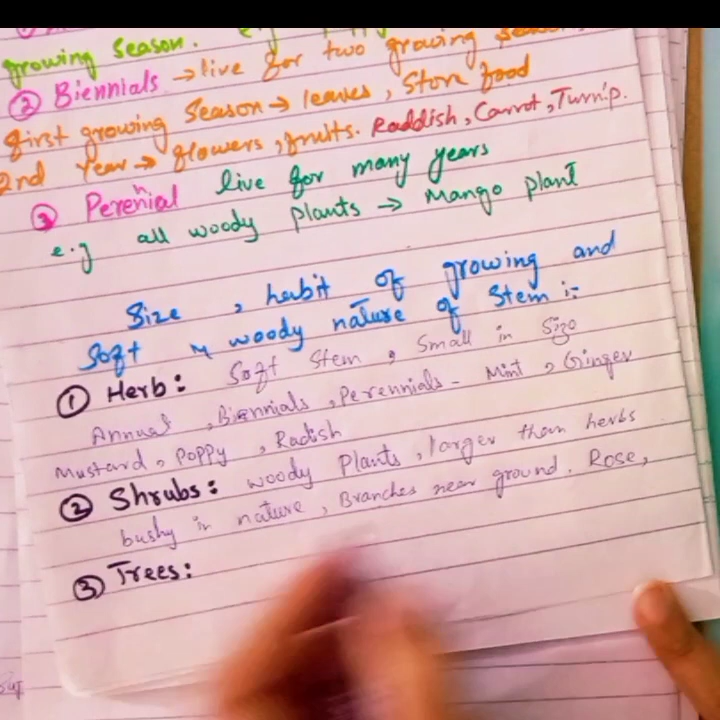 growing Season.
② Biennials → live for two growing
first growing Season → leaves, Store food
2nd Year → flowers, fruits. Raddish, Carrot, Turnip.
③ Perennial live for many years
e.g all woody plants → Mango plant
Size, habit of growing and
Soft woody nature of Stem :-
① Herb: Soft Stem, Small in Size
Annual, Biennials, Perennials - Mint, Ginger
Mustard, Poppy, Radish
② Shrubs: woody Plants, larger than herbs
bushy in nature, Branches near ground. Rose,
③ Trees: